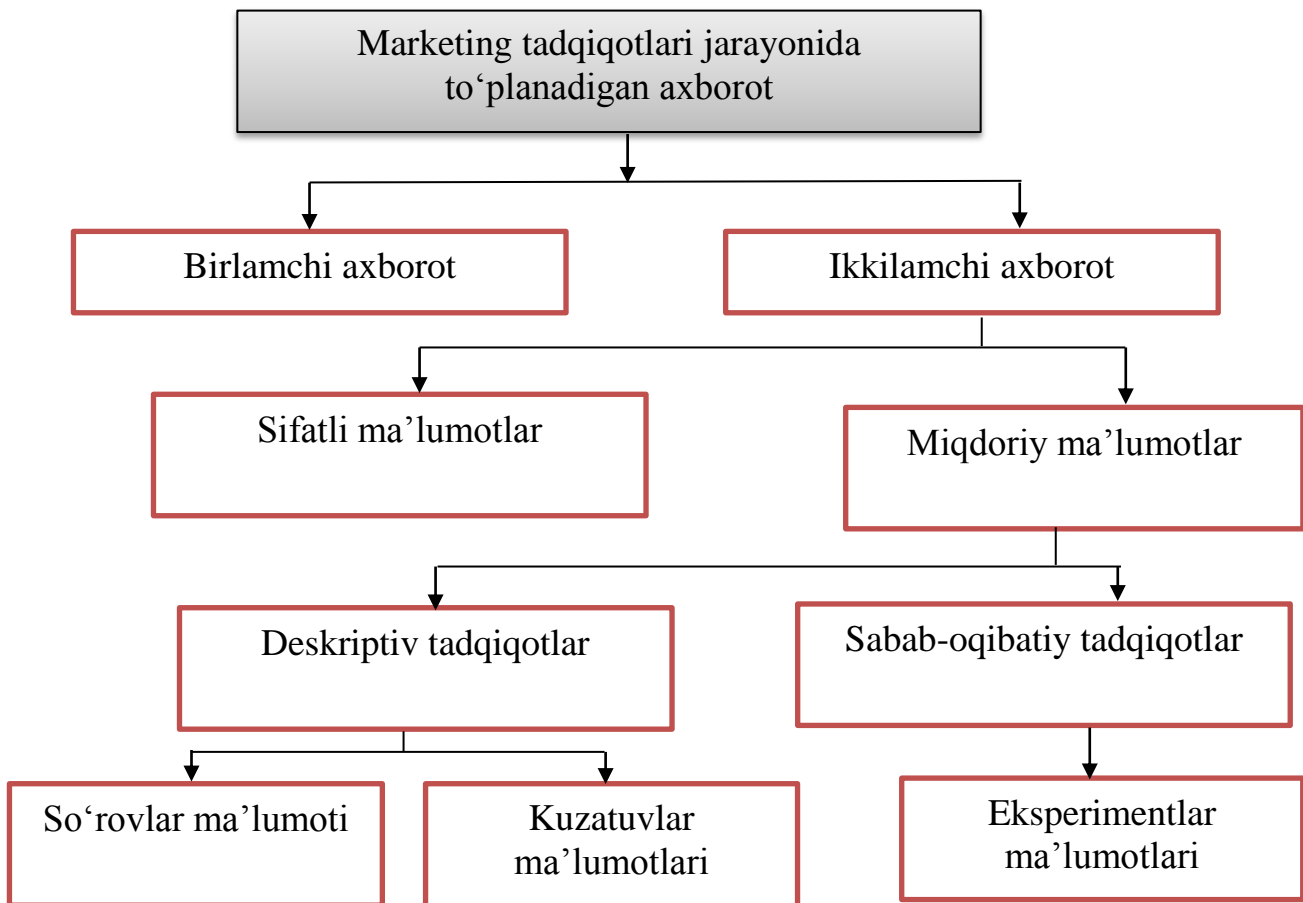 Marketing tadqiqotlari jarayonida
to‘planadigan axborot
Birlamchi axborot
Ikkilamchi axborot
Sifatli ma’lumotlar
Miqdoriy ma’lumotlar
Deskriptiv tadqiqotlar
Sabab-oqibatiy tadqiqotlar
So‘rovlar ma’lumoti
Kuzatuvlar
ma’lumotlari
Eksperimentlar
ma’lumotlari